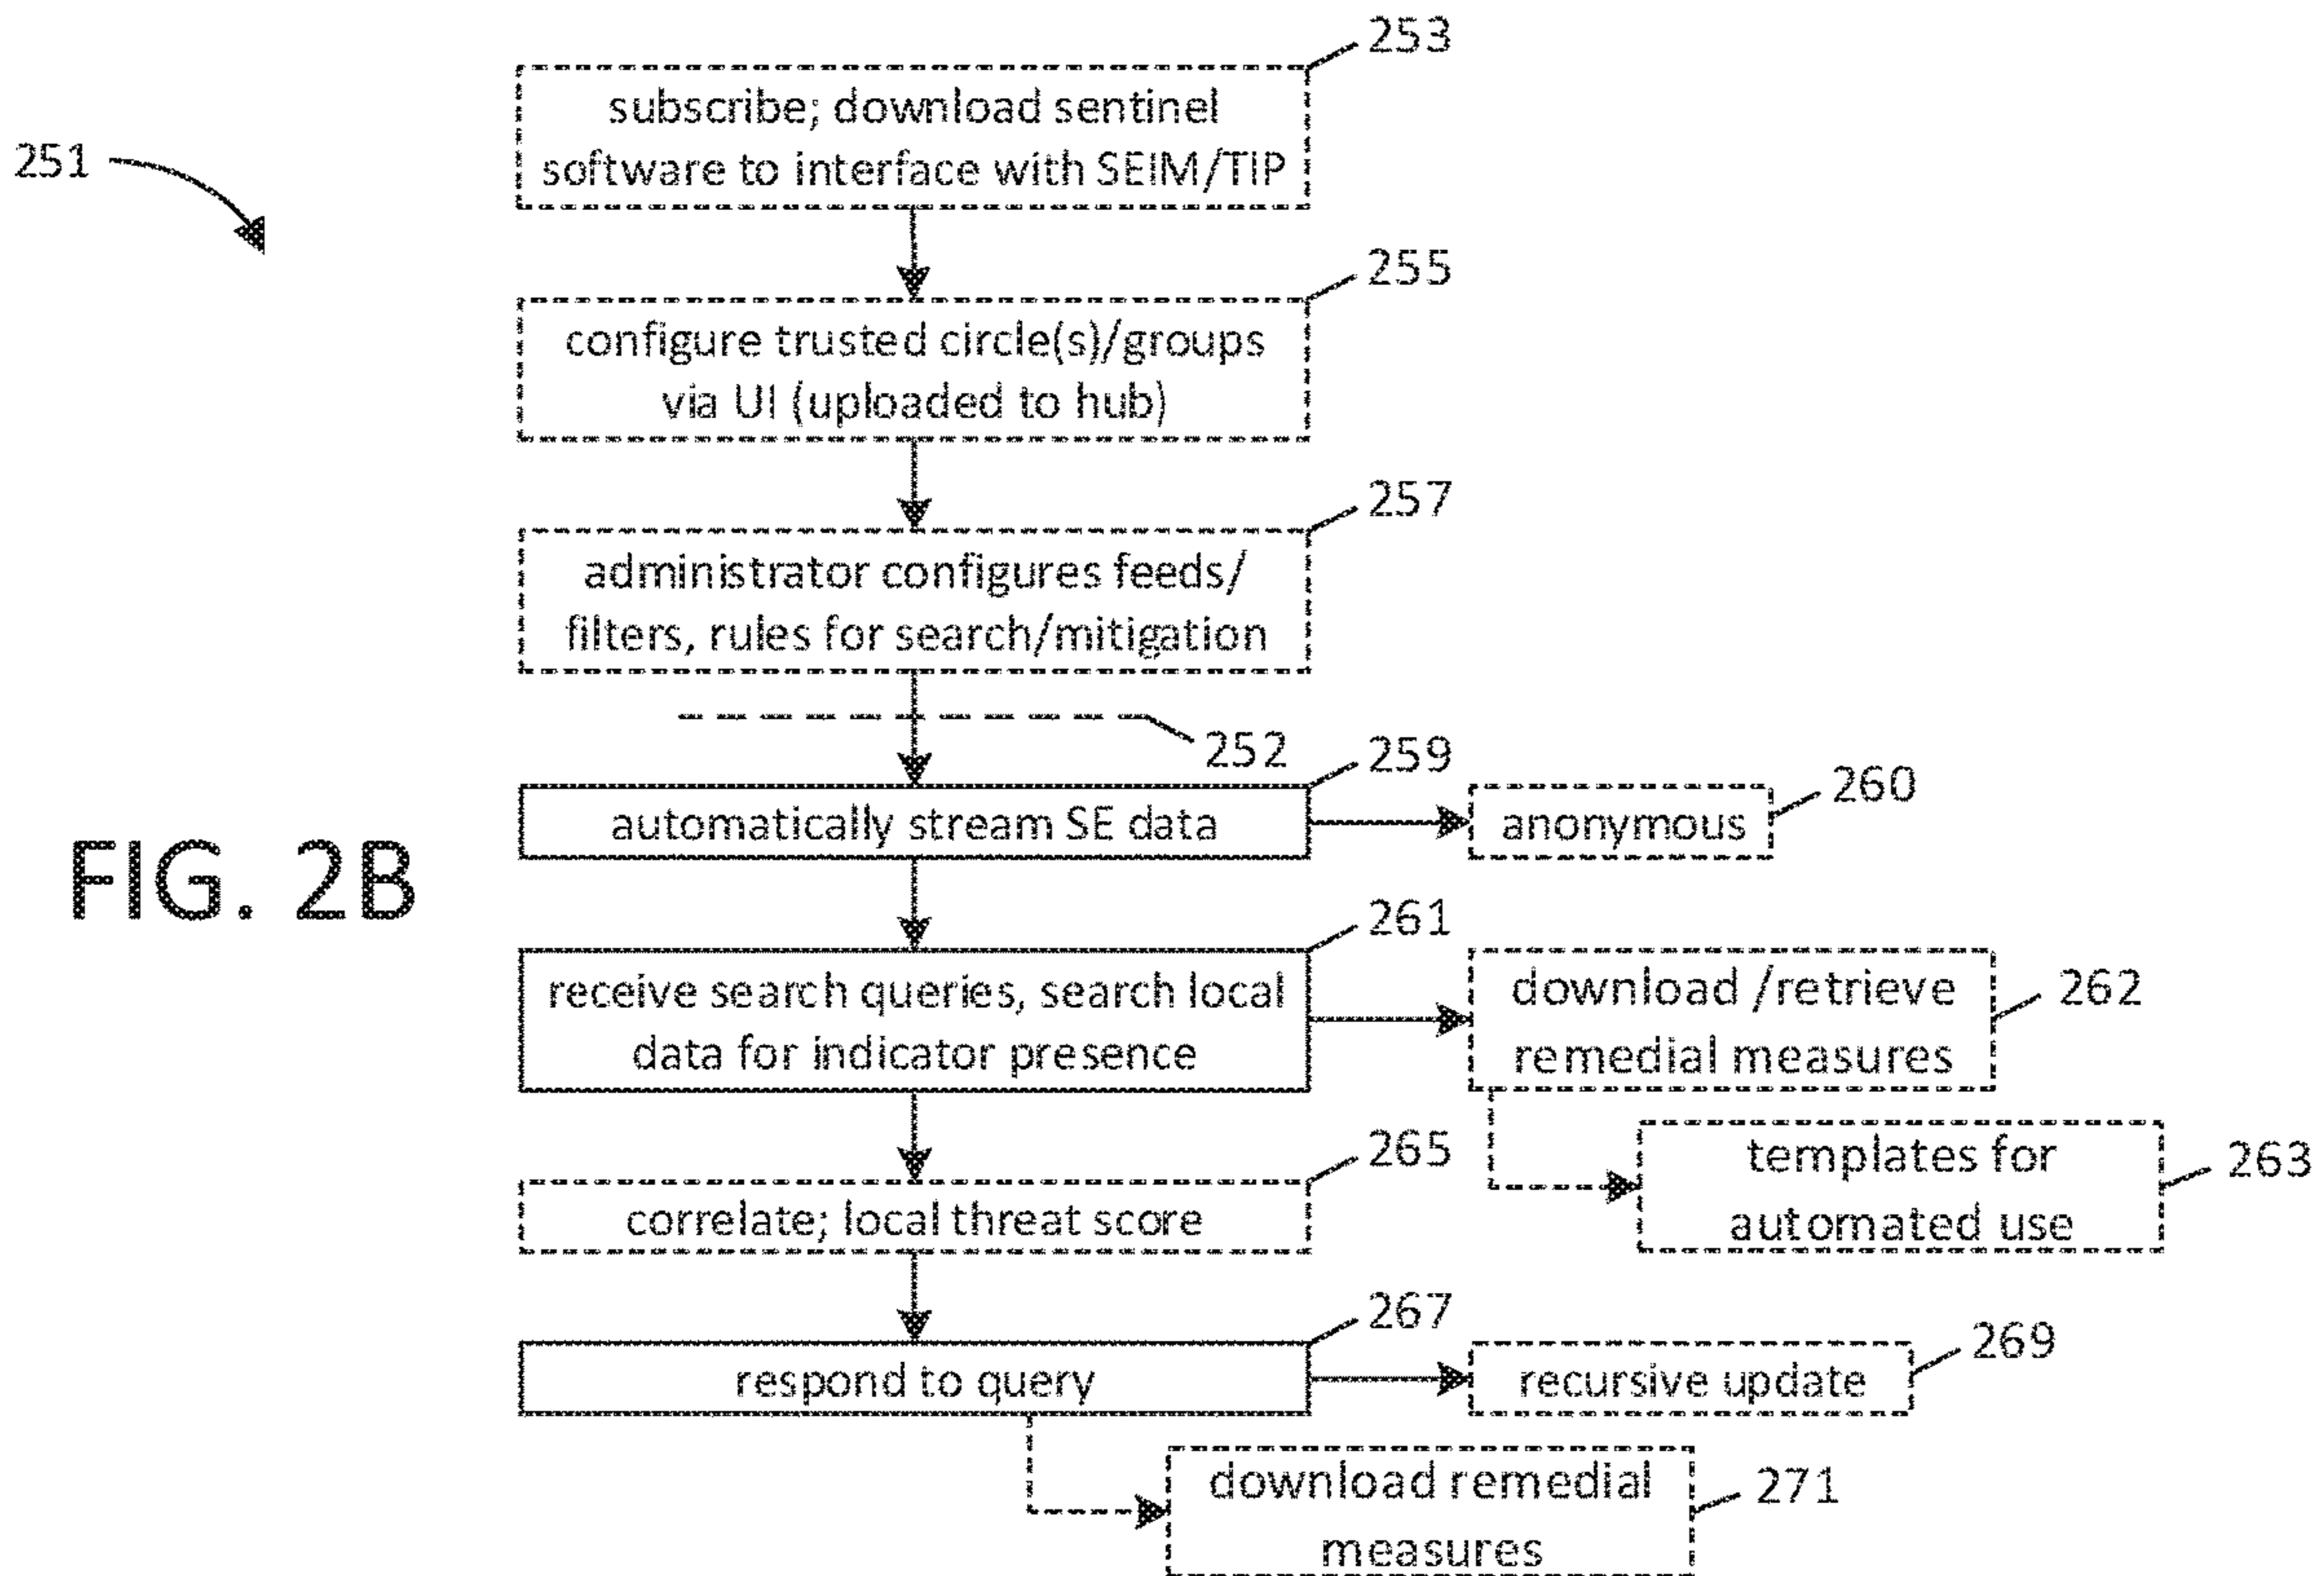 253
subscribe; download sentinel
software to interface with SEIM/TIP
251
255
configure trusted circle(s)/groups
via UI (uploaded to hub)
257
administrator configures feeds/
filters, rules for search/mitigation
252
259
automatically stream SE data
260
anonymous
FIG. 2B
261
receive search queries, search local
data for indicator presence
262
download /retrieve
remedial measures
263
templates for
automated use
265
correlate; local threat score
267
respond to query
269
recursive update
271
download remedial
measures